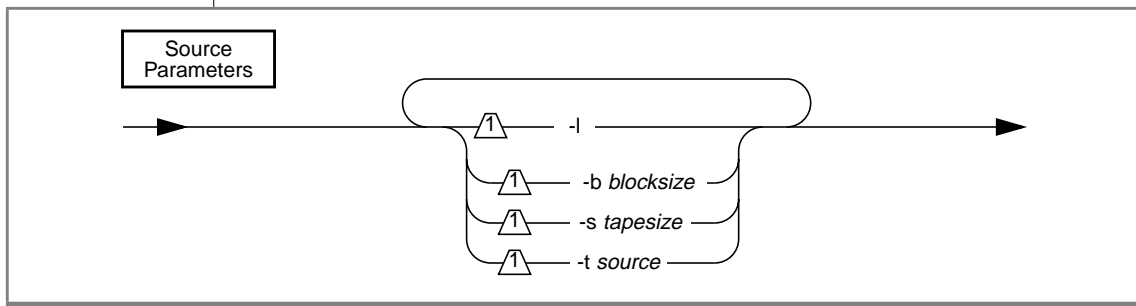 Source
Parameters
1 -l
1 -b blocksize
1 -s tapesize
1 -t source